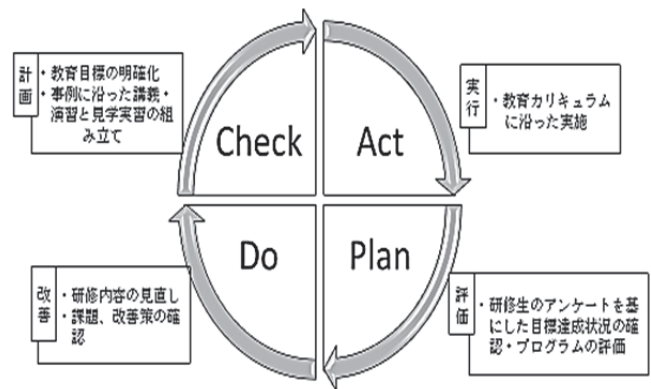 計画
・教育目標の明確化
・事例に沿った講義・
演習と見学実習の組
み立て
Check
Act
実行
・教育カリキュラム
に沿った実施
改善
・研修内容の見直し
・課題、改善策の確
認
Do
Plan
評価
・研修生のアンケートを基
にした目標達成状況の確
認・プログラムの評価